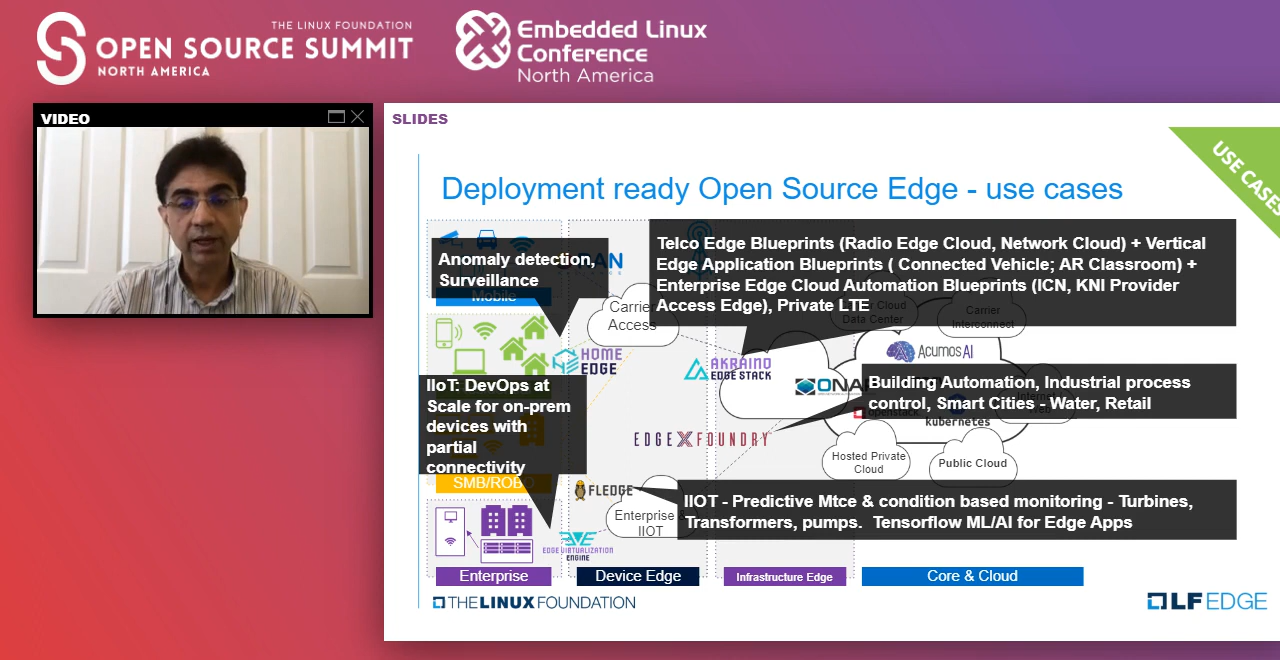 THE LINUX FOUNDATION
OPEN SOURCE SUMMIT
NORTH AMERICA
Embedded Linux
Conference
North America
VIDEO
SLIDES
USE CASES
Deployment ready Open Source Edge - use cases
Anomaly detection,
Surveillance
Mobile
Telco Edge Blueprints (Radio Edge Cloud, Network Cloud) + Vertical
Edge Application Blueprints ( Connected Vehicle; AR Classroom) +
Enterprise Edge Cloud Automation Blueprints (ICN, KNI Provider
Access Edge), Private LTE
Carrier
Access
Cloud
Data Center
Carrier
Interconnect
HOME
EDGE
AKRAINO
EDGE STACK
Acumos AI
ONAP
IIoT: DevOps at
Scale for on-prem
devices with
partial
connectivity
Building Automation, Industrial process
control, Smart Cities - Water, Retail
openstack
kubernetes
EDGE X FOUNDRY
Hosted Private
Cloud
Public Cloud
SMB/ROBO
FLEDGE
IIOT - Predictive Mtce & condition based monitoring - Turbines,
Transformers, pumps. Tensorflow ML/AI for Edge Apps
Enterprise &
IIOT
EVE
EDGE VIRTUALIZATION
ENGINE
Enterprise
Device Edge
Infrastructure Edge
Core & Cloud
THE LINUX FOUNDATION
LF EDGE